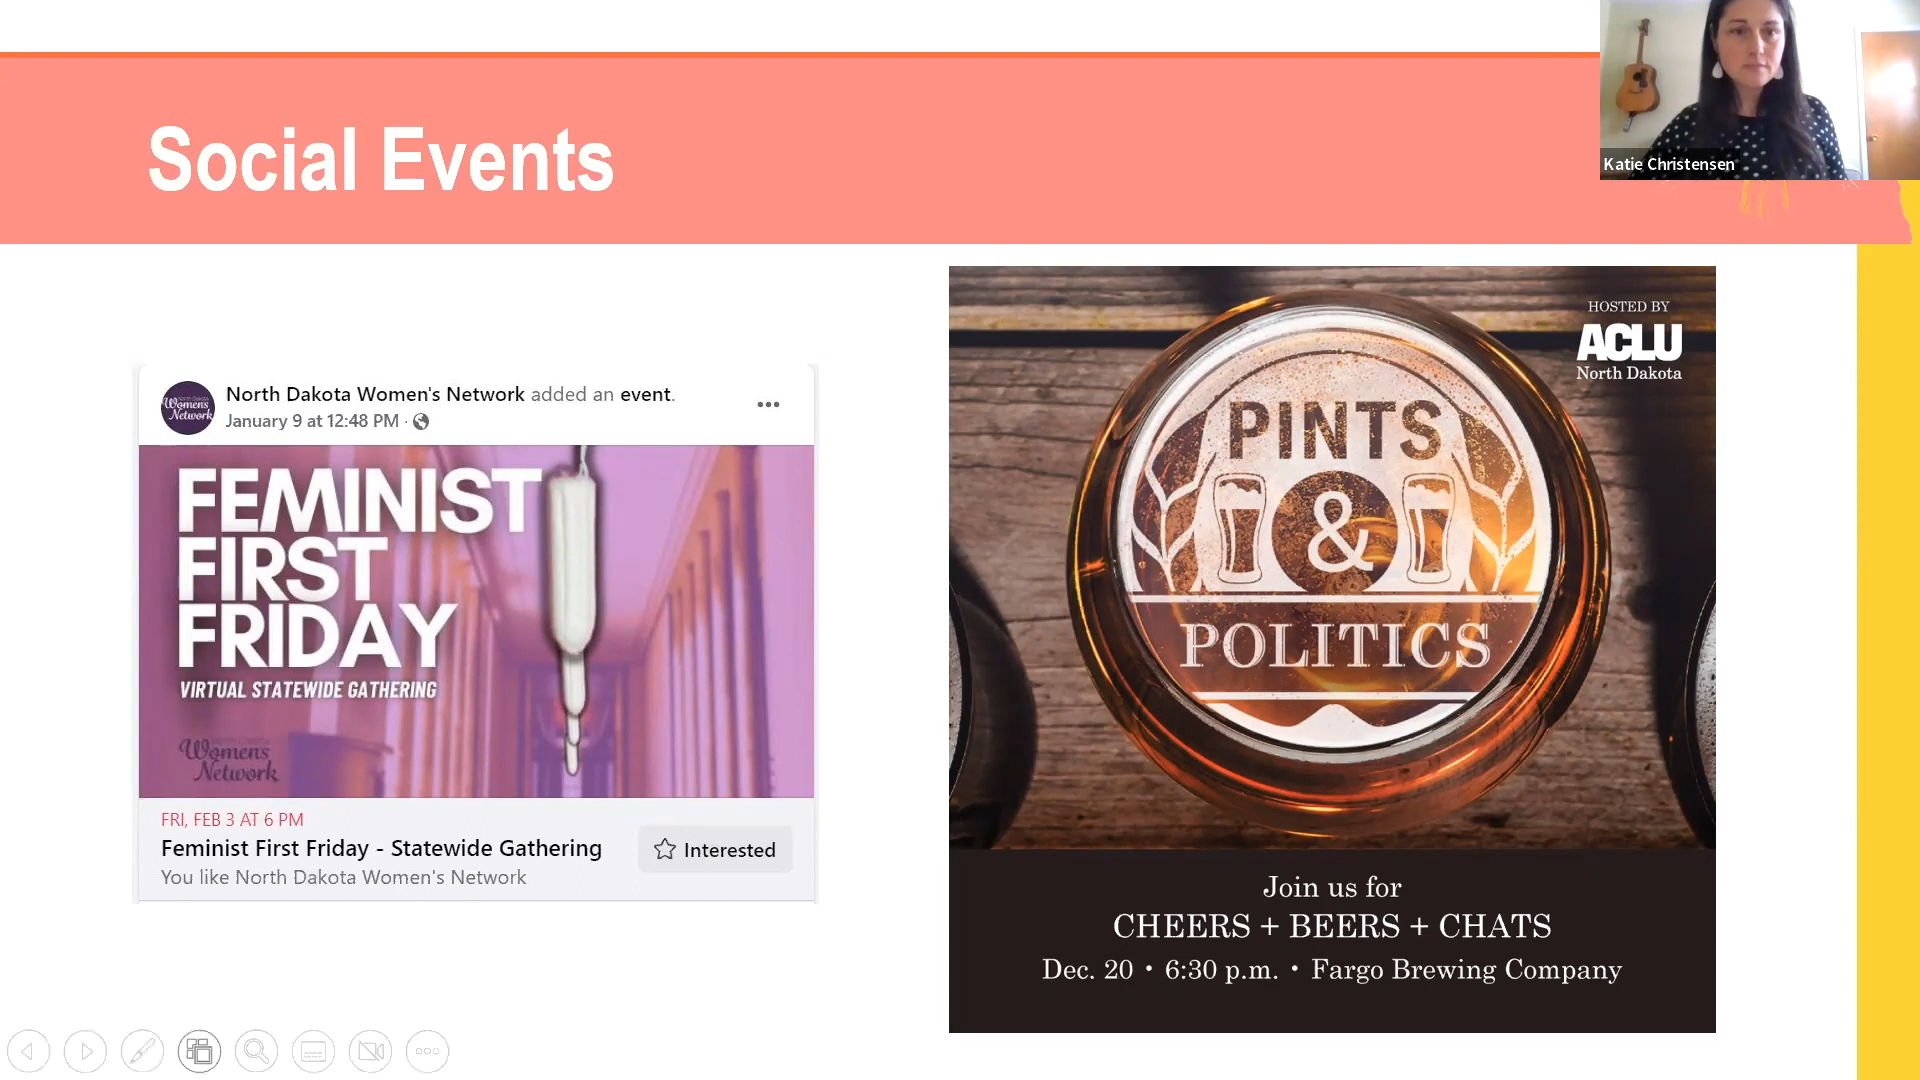 Social Events
Katie Christensen
North Dakota Women's Network added an event.
January 9 at 12:48 PM ·
Womens
Network
FEMINIST
FIRST
FRIDAY
VIRTUAL STATEWIDE GATHERING
Womens
Network
FRI, FEB 3 AT 6 PM
Feminist First Friday - Statewide Gathering
You like North Dakota Women's Network
Interested
HOSTED BY
ACLU
North Dakota
PINTS
&
POLITICS
Join us for
CHEERS + BEERS + CHATS
Dec. 20 • 6:30 p.m. • Fargo Brewing Company